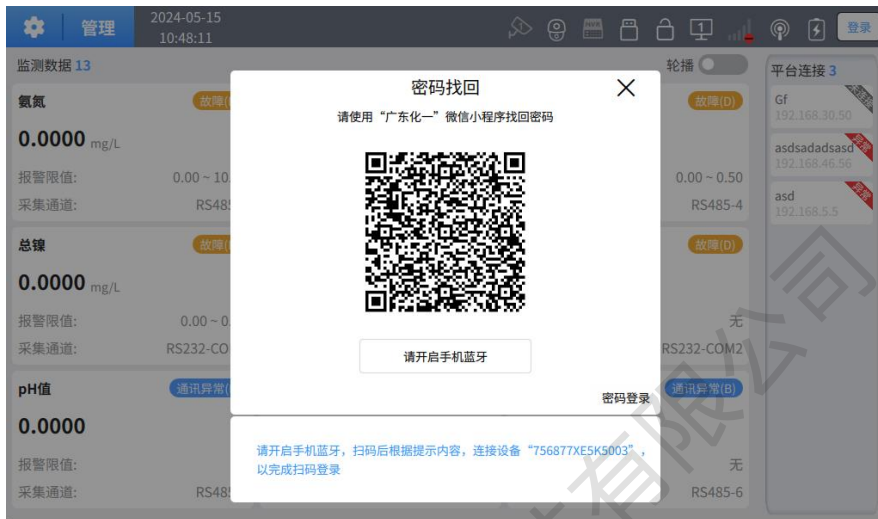 管理
2024-05-15
10:48:11
登录
监测数据 13
轮播
平台连接 3
密码找回
请使用“广东化一”微信小程序找回密码
氨氮
故障(
故障(D)
0.0000 mg/L
报警限值:
0.00 ~ 10.
0.00 ~ 0.50
采集通道:
RS48
RS485-4
Gf
192.168.30.50
asdsadadsasd
异常
192.168.46.56
asd
异常
192.168.5.5
总镍
故障(
故障(D)
0.0000 mg/L
报警限值:
0.00 ~ 0.
无
采集通道:
RS232-CO
RS232-COM2
请开启手机蓝牙
密码登录
pH值
通讯异常(
通讯异常(B)
0.0000
报警限值:
无
采集通道:
RS48
RS485-6
请开启手机蓝牙，扫码后根据提示内容，连接设备“756877XE5K5003”，
以完成扫码登录
有限公司